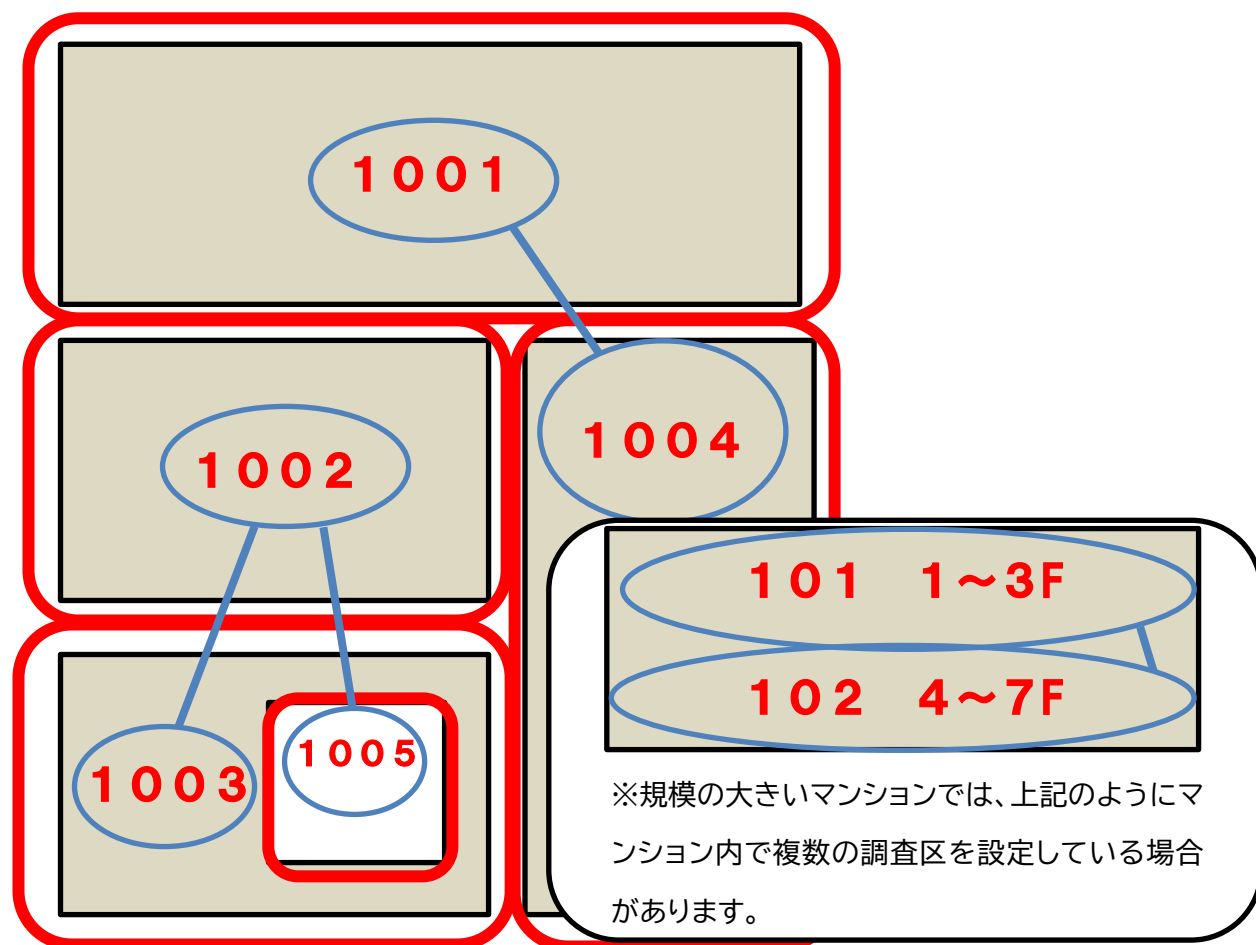 １００１
１００２
１００４
１００３
１００５
１０１　１～３F
１０２　４～７F
※規模の大きいマンションでは、上記のようにマ
ンション内で複数の調査区を設定している場合
があります。